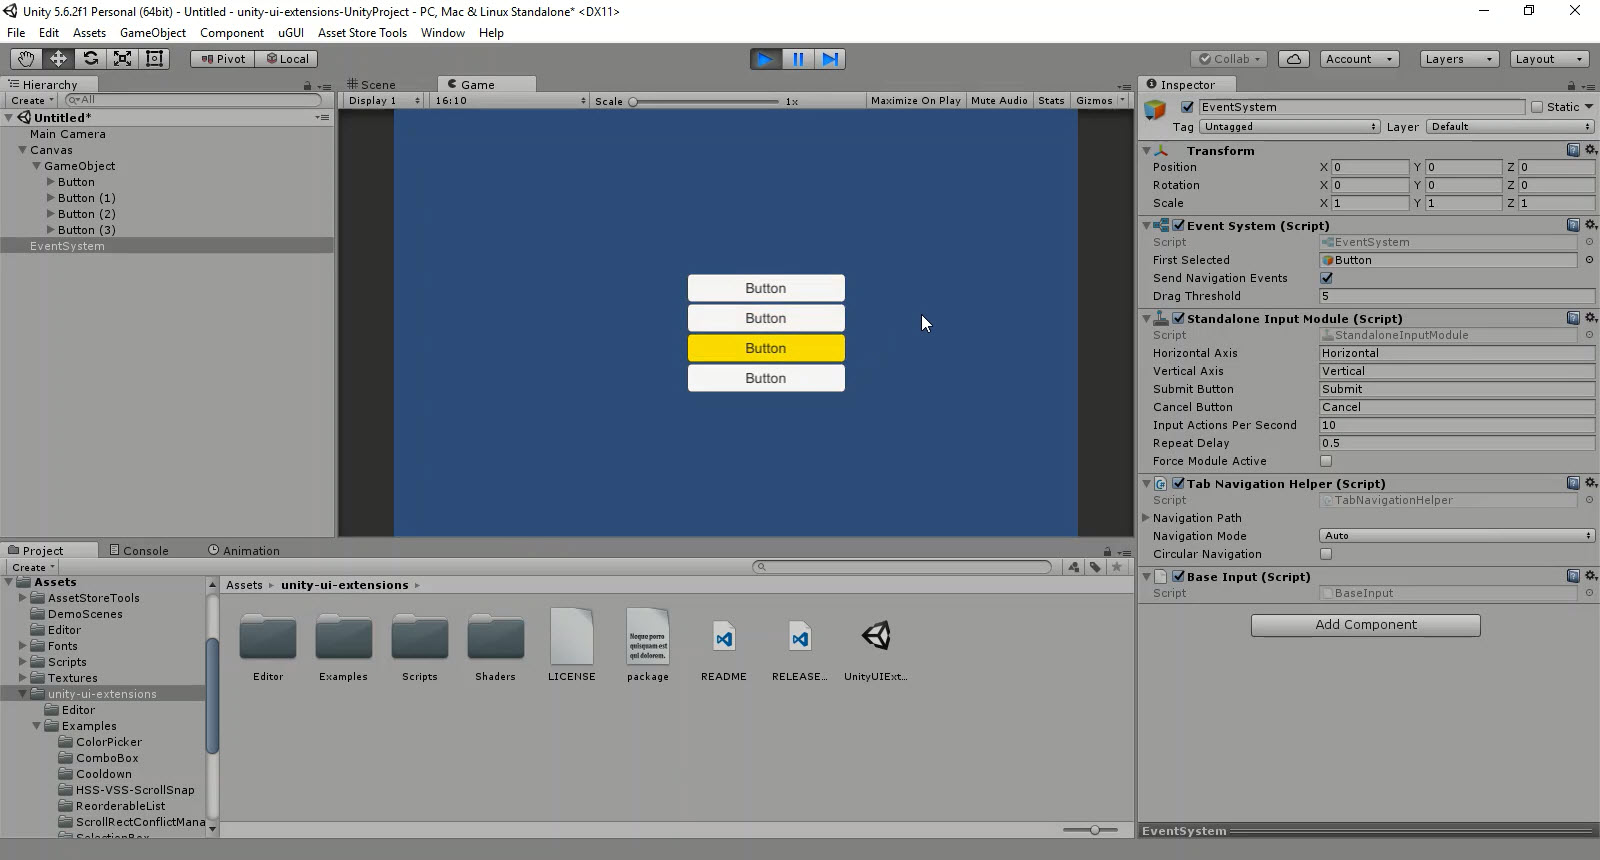 Unity 5.6.2f1 Personal (64bit) - Untitled - unity-ui-extensions-UnityProject - PC, Mac & Linux Standalone* <DX11>
File Edit Assets GameObject Component uGUI Asset Store Tools Window Help
Pivot Local Collab Account Layers Layout
Hierarchy
Create All
Untitled*
Main Camera
Canvas
GameObject
Button
Button (1)
Button (2)
Button (3)
EventSystem
Scene Game
Display 1 16:10 Scale 1x Maximize On Play Mute Audio Stats Gizmos
Button
Button
Button
Button
Inspector
EventSystem Static
Tag Untagged Layer Default
Transform
Position X 0 Y 0 Z 0
Rotation X 0 Y 0 Z 0
Scale X 1 Y 1 Z 1
Event System (Script)
Script EventSystem
First Selected Button
Send Navigation Events
Drag Threshold 5
Standalone Input Module (Script)
Script StandaloneInputModule
Horizontal Axis Horizontal
Vertical Axis Vertical
Submit Button Submit
Cancel Button Cancel
Input Actions Per Second 10
Repeat Delay 0.5
Force Module Active
Tab Navigation Helper (Script)
Script TabNavigationHelper
Navigation Path
Navigation Mode Auto
Circular Navigation
Base Input (Script)
Script BaseInput
Add Component
EventSystem
Project Console Animation
Create
Assets
AssetStoreTools
DemoScenes
Editor
Fonts
Scripts
Textures
unity-ui-extensions
Editor
Examples
ColorPicker
ComboBox
Cooldown
HSS-VSS-ScrollSnap
ReorderableList
ScrollRectConflictMana
SelectionBox
Assets unity-ui-extensions
Neque porro
quisquam est
qui dolorem.
Editor Examples Scripts Shaders LICENSE package README RELEASE... UnityUIExt...